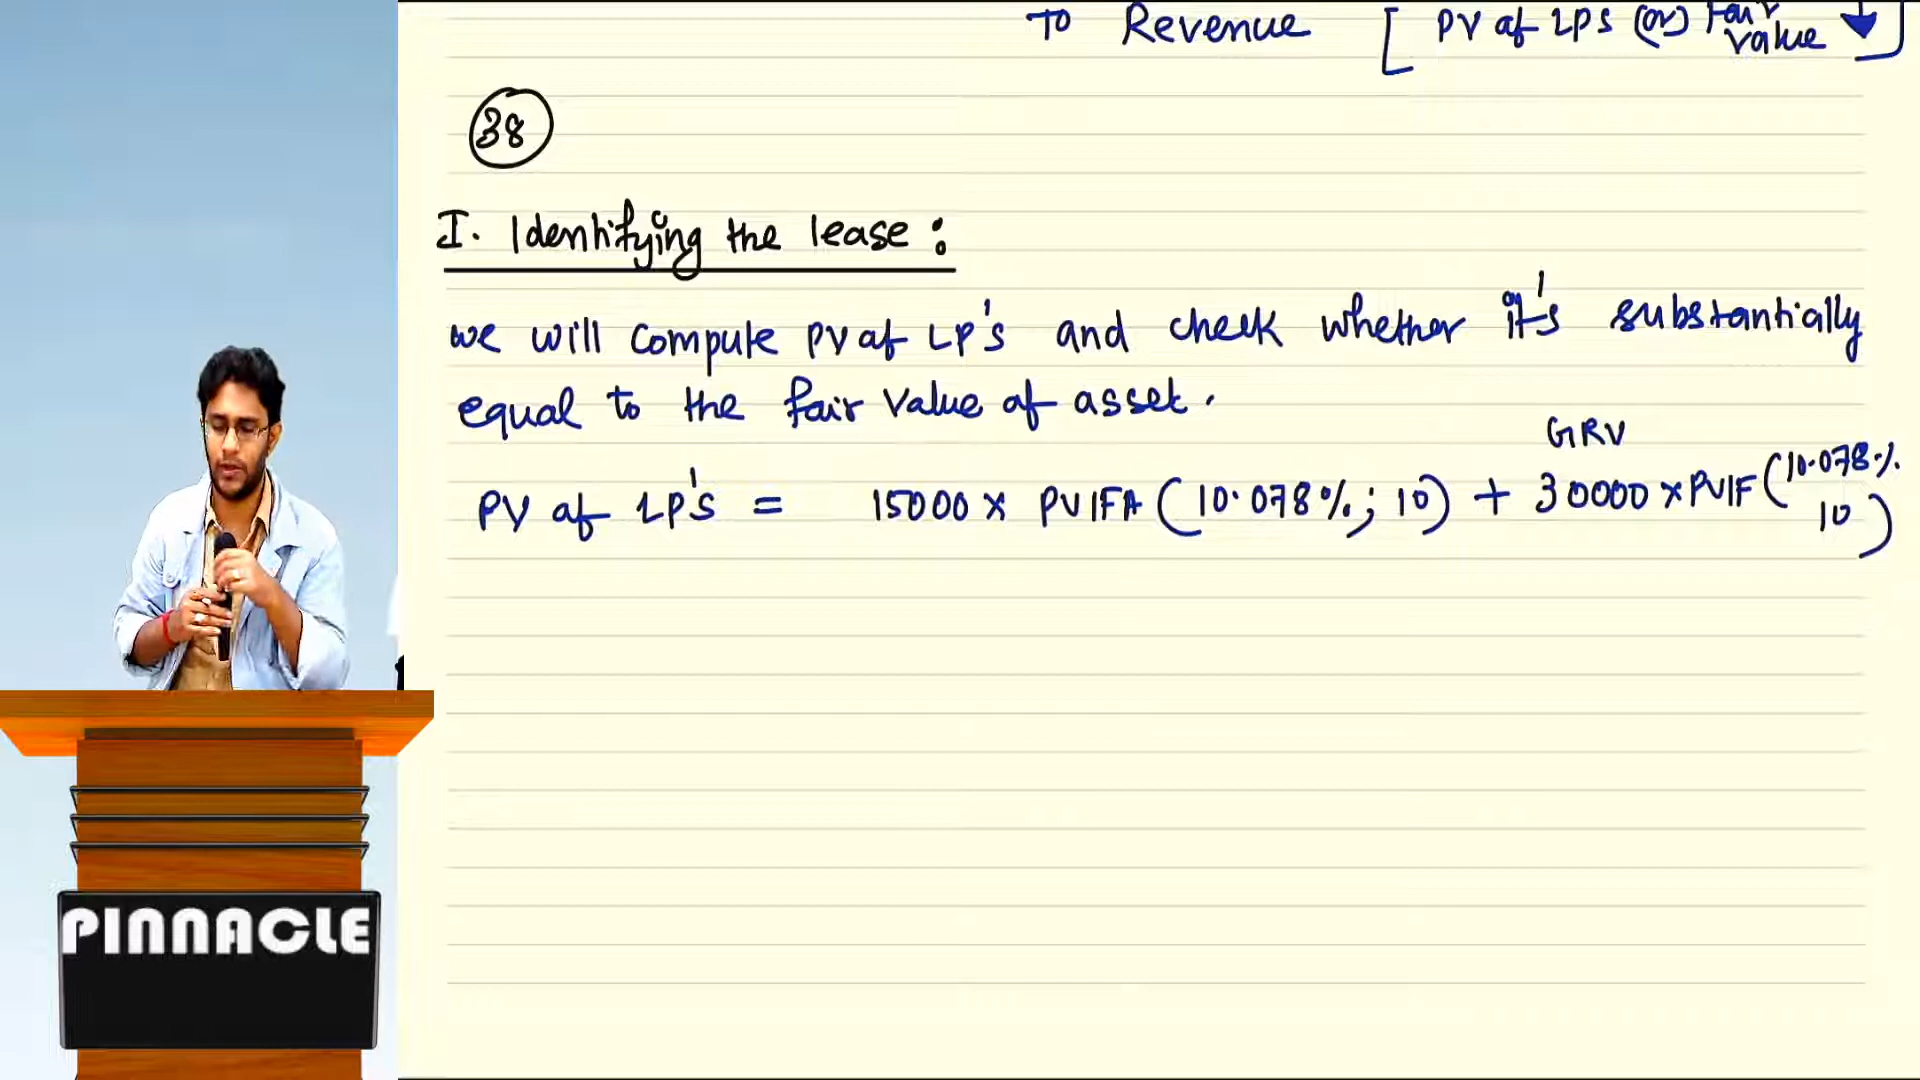 To Revenue [ PV of LPS (or) Fair value ↓ ]
38
I. Identifying the lease :
we will compute PV of LP's and check whether it's substantially
equal to the fair value of asset.
GRV
PV of LP's = 15000 x PVIFA (10.078%; 10) + 30000 x PVIF (10.078% 10)
PINNACLE